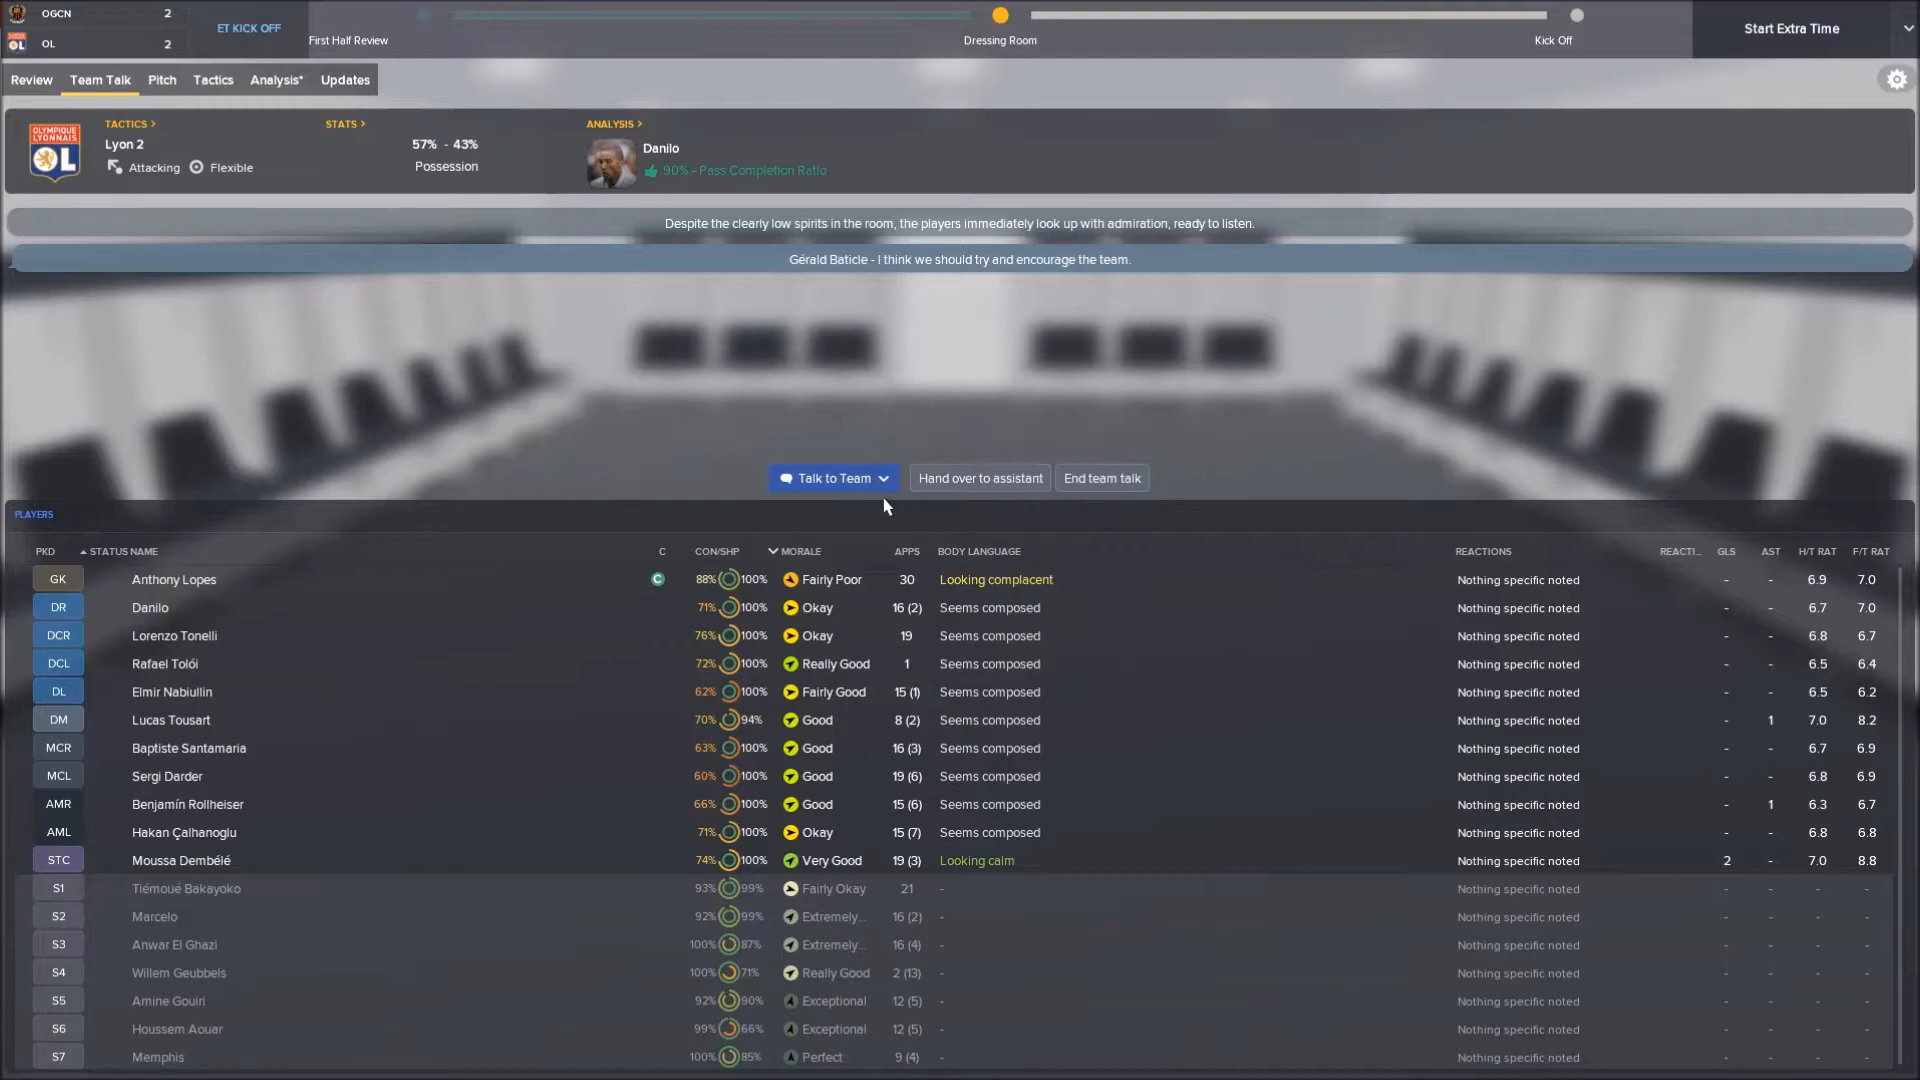 OGCN 2
OL 2
ET KICK OFF
First Half Review
Dressing Room
Kick Off
Start Extra Time
Review Team Talk Pitch Tactics Analysis* Updates
OLYMPIQUE LYONNAIS
OL
TACTICS >
Lyon 2
Attacking Flexible
STATS >
57% - 43%
Possession
ANALYSIS >
Danilo
90% - Pass Completion Ratio
Despite the clearly low spirits in the room, the players immediately look up with admiration, ready to listen.
Gérald Baticle - I think we should try and encourage the team.
Talk to Team Hand over to assistant End team talk
PLAYERS
PKD STATUS NAME C CON/SHP MORALE APPS BODY LANGUAGE REACTIONS REACTI... GLS AST H/T RAT F/T RAT
GK Anthony Lopes C 88% 100% Fairly Poor 30 Looking complacent Nothing specific noted - - 6.9 7.0
DR Danilo 71% 100% Okay 16 (2) Seems composed Nothing specific noted - - 6.7 7.0
DCR Lorenzo Tonelli 76% 100% Okay 19 Seems composed Nothing specific noted - - 6.8 6.7
DCL Rafael Tolói 72% 100% Really Good 1 Seems composed Nothing specific noted - - 6.5 6.4
DL Elmir Nabiullin 62% 100% Fairly Good 15 (1) Seems composed Nothing specific noted - - 6.5 6.2
DM Lucas Tousart 70% 94% Good 8 (2) Seems composed Nothing specific noted - 1 7.0 8.2
MCR Baptiste Santamaria 63% 100% Good 16 (3) Seems composed Nothing specific noted - - 6.7 6.9
MCL Sergi Darder 60% 100% Good 19 (6) Seems composed Nothing specific noted - - 6.8 6.9
AMR Benjamín Rollheiser 66% 100% Good 15 (6) Seems composed Nothing specific noted - 1 6.3 6.7
AML Hakan Çalhanoglu 71% 100% Okay 15 (7) Seems composed Nothing specific noted - - 6.8 6.8
STC Moussa Dembélé 74% 100% Very Good 19 (3) Looking calm Nothing specific noted 2 - 7.0 8.8
S1 Tiémoué Bakayoko 93% 99% Fairly Okay 21 - Nothing specific noted - - - -
S2 Marcelo 92% 99% Extremely... 16 (2) - Nothing specific noted - - - -
S3 Anwar El Ghazi 100% 87% Extremely... 16 (4) - Nothing specific noted - - - -
S4 Willem Geubbels 100% 71% Really Good 2 (13) - Nothing specific noted - - - -
S5 Amine Gouiri 92% 90% Exceptional 12 (5) - Nothing specific noted - - - -
S6 Houssem Aouar 99% 66% Exceptional 12 (5) - Nothing specific noted - - - -
S7 Memphis 100% 85% Perfect 9 (4) - Nothing specific noted - - - -